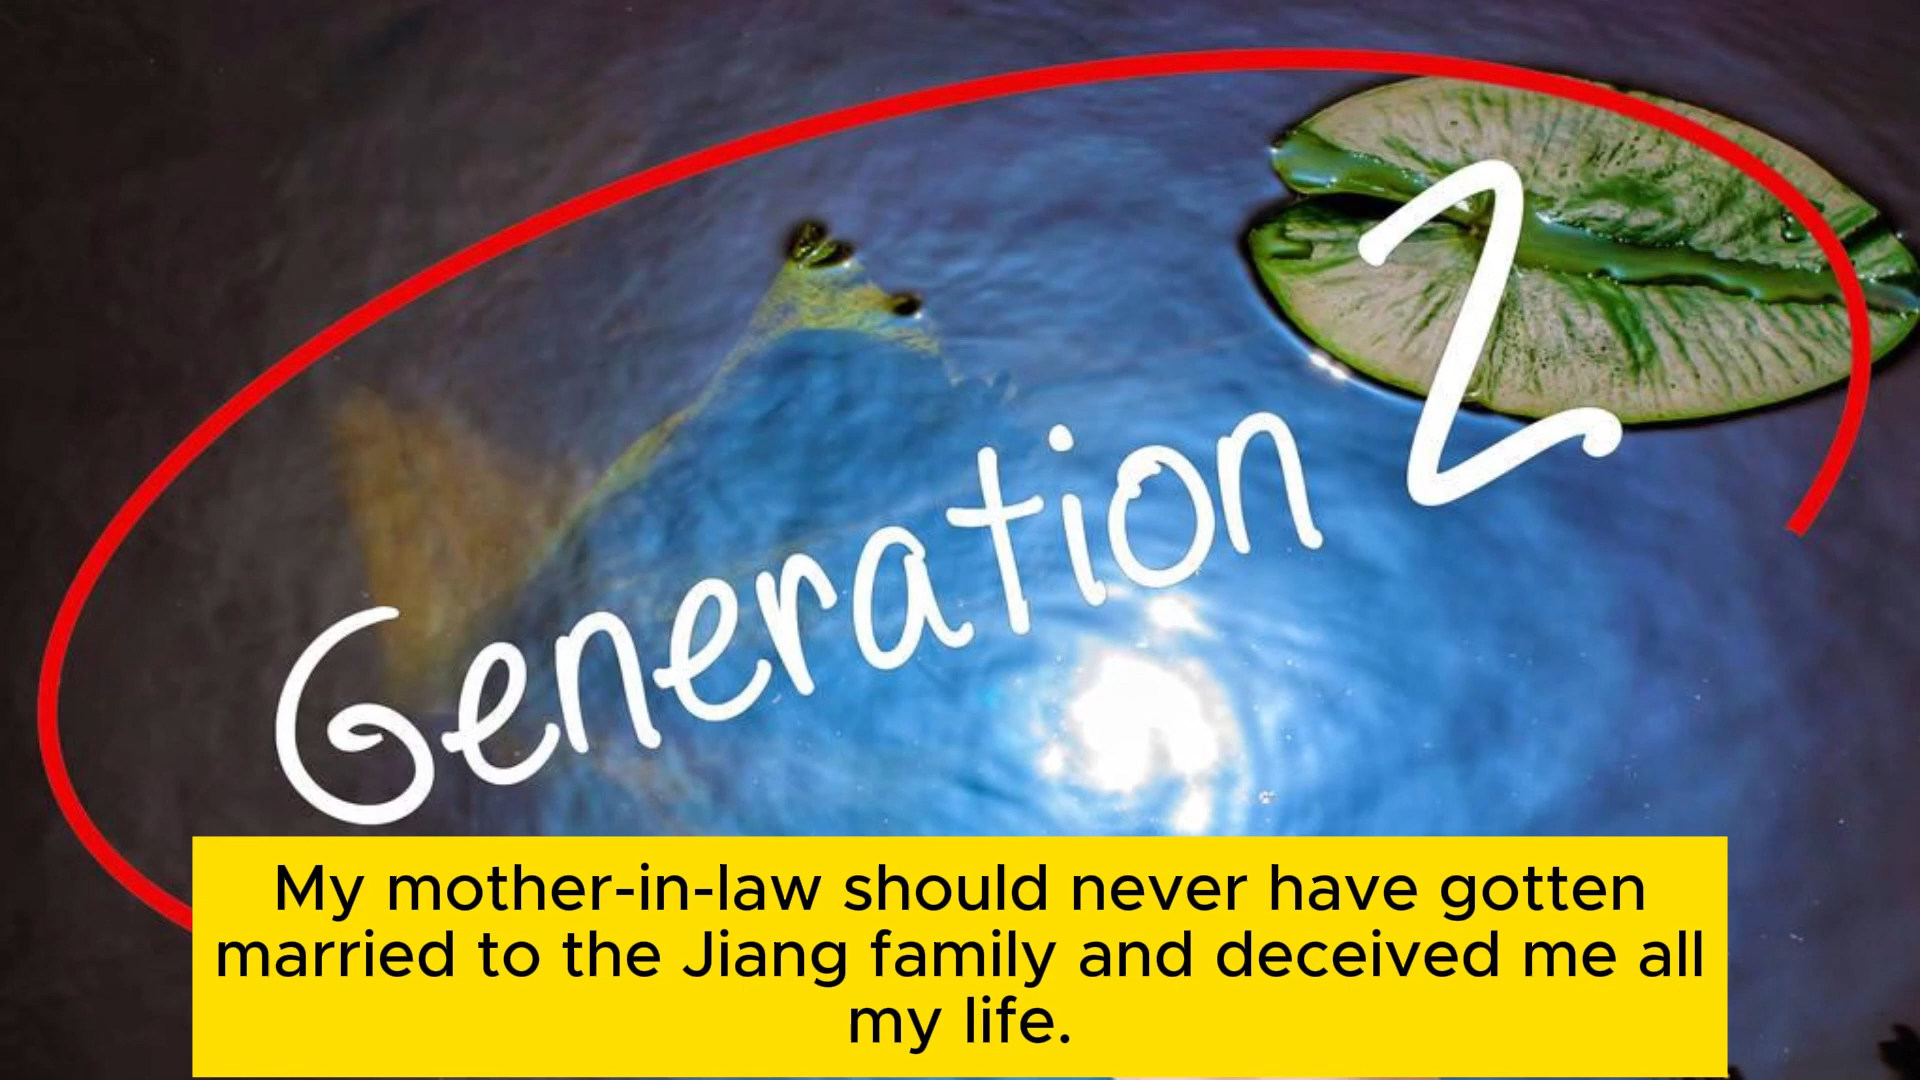 Generation Z
My mother-in-law should never have gotten
married to the Jiang family and deceived me all
my life.